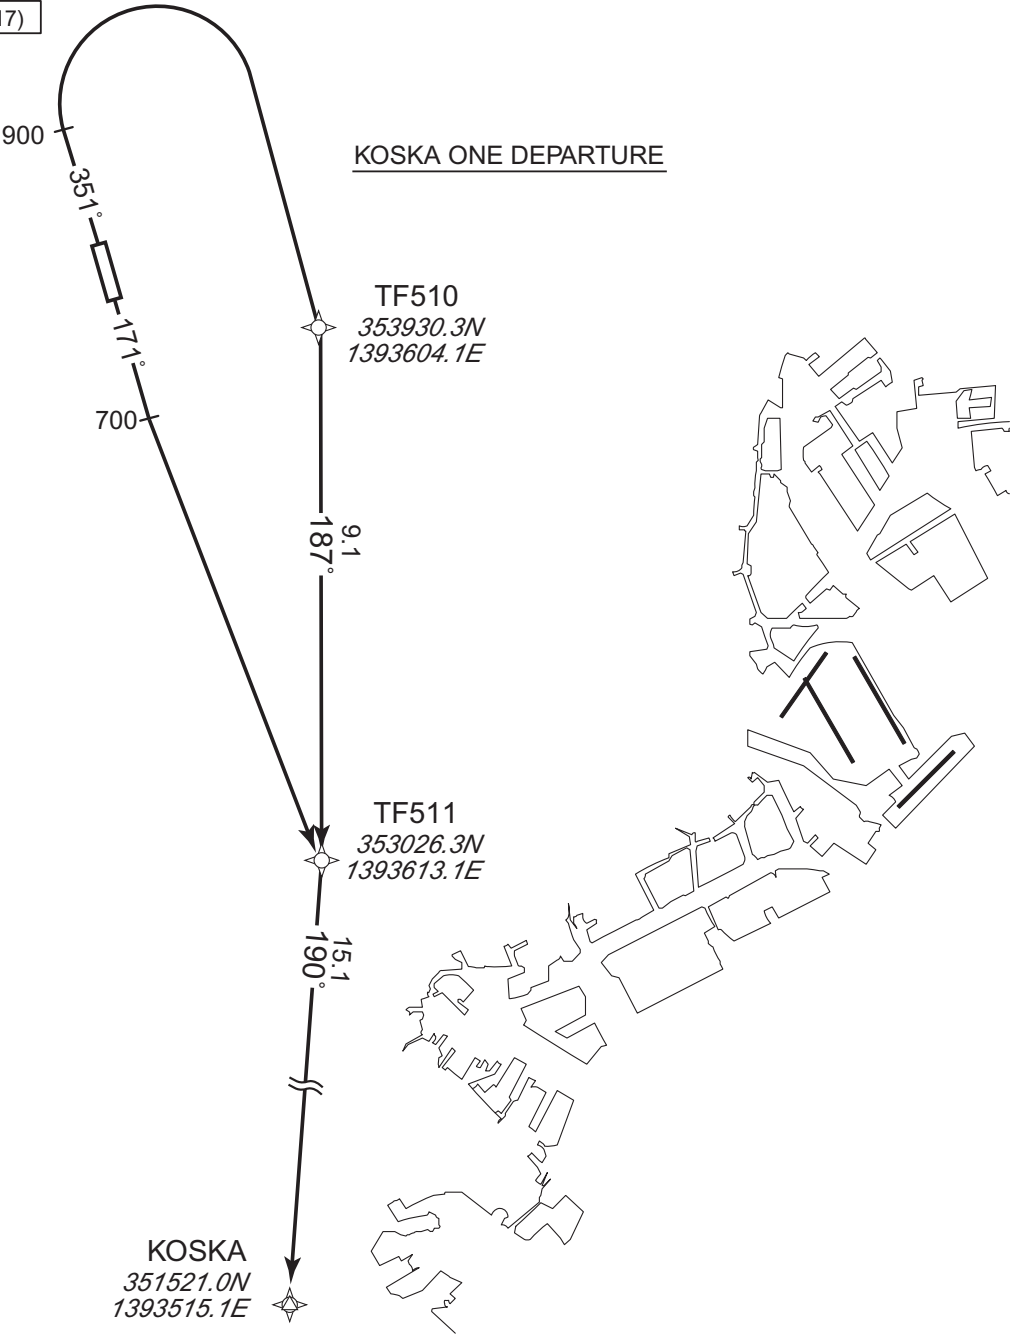 17)
900
KOSKA ONE DEPARTURE
351°
TF510
353930.3N
1393604.1E
171°
700
9.1
187°
TF511
353026.3N
1393613.1E
15.1
190°
KOSKA
351521.0N
1393515.1E